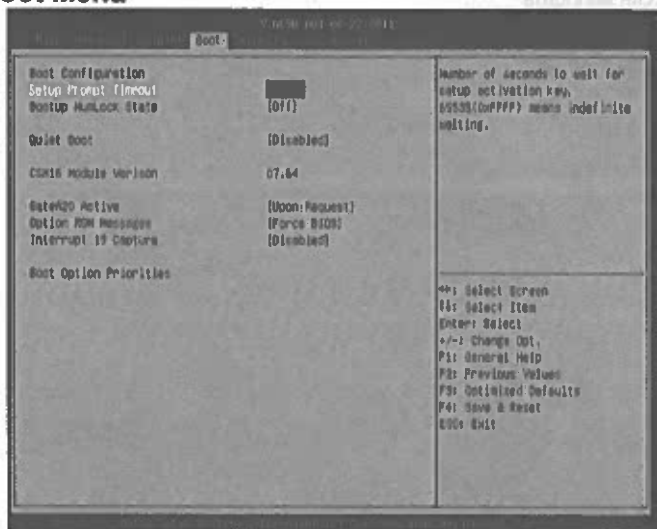 Boot
Boot Configuration
Setup Prompt Timeout
Bootup NumLock State [Off]
Quiet Boot [Disabled]
CSM16 Module Verison 07.64
GateA20 Active [Upon Request]
Option ROM Messages [Force BIOS]
Interrupt 19 Capture [Disabled]
Boot Option Priorities
Number of seconds to wait for
setup activation key.
65535(0xFFFF) means indefinite
waiting.
: Select Screen
: Select Item
Enter: Select
+/-: Change Opt.
F1: General Help
F2: Previous Values
F3: Optimized Defaults
F4: Save & Reset
ESC: Exit